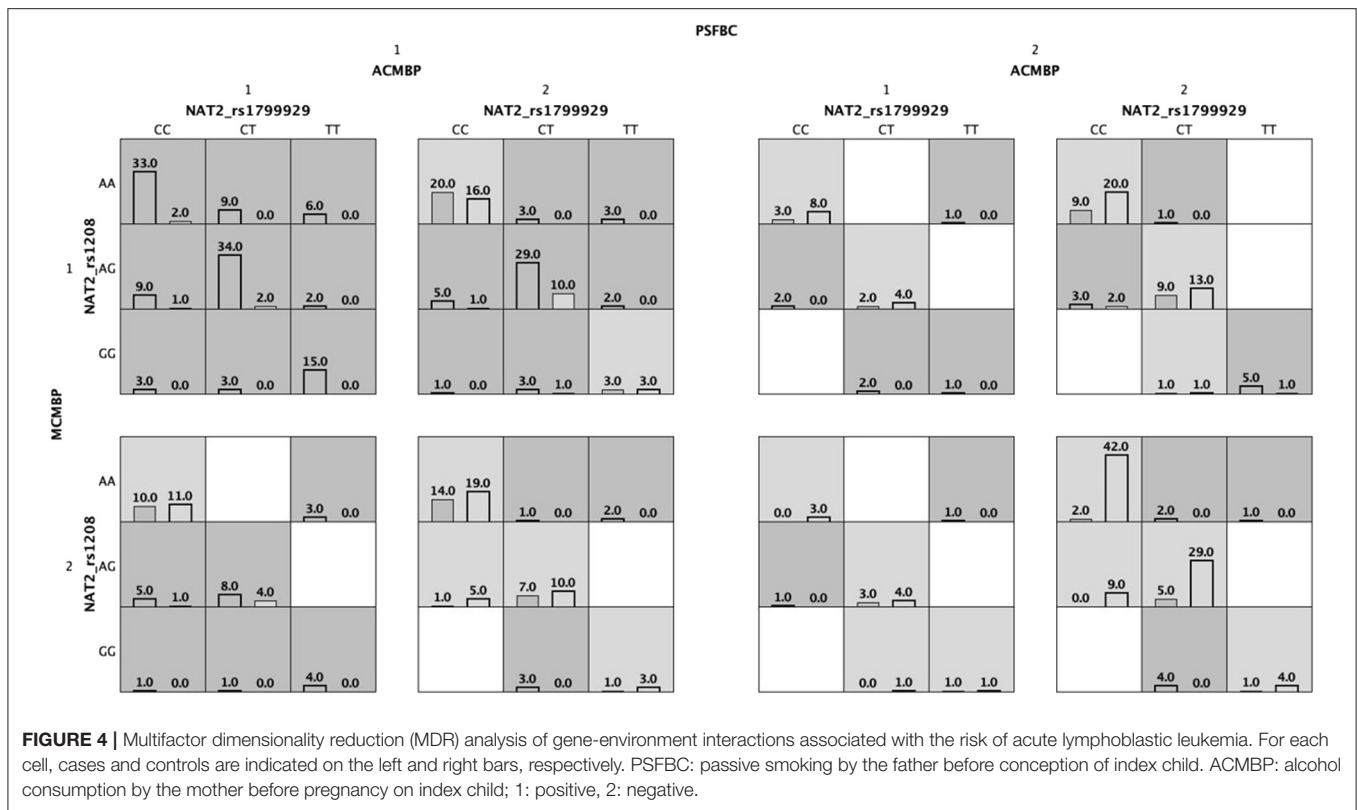 PSFBC
1 2
ACMBP ACMBP
1 2 1 2
NAT2_rs1799929 NAT2_rs1799929 NAT2_rs1799929 NAT2_rs1799929
CC CT TT CC CT TT CC CT TT CC CT TT
MCMBP
1
NAT2_rs1208
AA 33.0 2.0 9.0 0.0 6.0 0.0 20.0 16.0 3.0 0.0 3.0 0.0 3.0 8.0 1.0 0.0 9.0 20.0 1.0 0.0
AG 9.0 1.0 34.0 2.0 2.0 0.0 5.0 1.0 29.0 10.0 2.0 0.0 2.0 0.0 2.0 4.0 3.0 2.0 9.0 13.0
GG 3.0 0.0 3.0 0.0 15.0 0.0 1.0 0.0 3.0 1.0 3.0 3.0 2.0 0.0 1.0 0.0 1.0 1.0 5.0 1.0
2
NAT2_rs1208
AA 10.0 11.0 3.0 0.0 14.0 19.0 1.0 0.0 2.0 0.0 0.0 3.0 1.0 0.0 2.0 42.0 2.0 0.0 1.0 0.0
AG 5.0 1.0 8.0 4.0 1.0 5.0 7.0 10.0 1.0 0.0 3.0 4.0 0.0 9.0 5.0 29.0
GG 1.0 0.0 1.0 0.0 4.0 0.0 3.0 0.0 1.0 3.0 0.0 1.0 1.0 1.0 4.0 0.0 1.0 4.0
FIGURE 4 | Multifactor dimensionality reduction (MDR) analysis of gene-environment interactions associated with the risk of acute lymphoblastic leukemia. For each
cell, cases and controls are indicated on the left and right bars, respectively. PSFBC: passive smoking by the father before conception of index child. ACMBP: alcohol
consumption by the mother before pregnancy on index child; 1: positive, 2: negative.